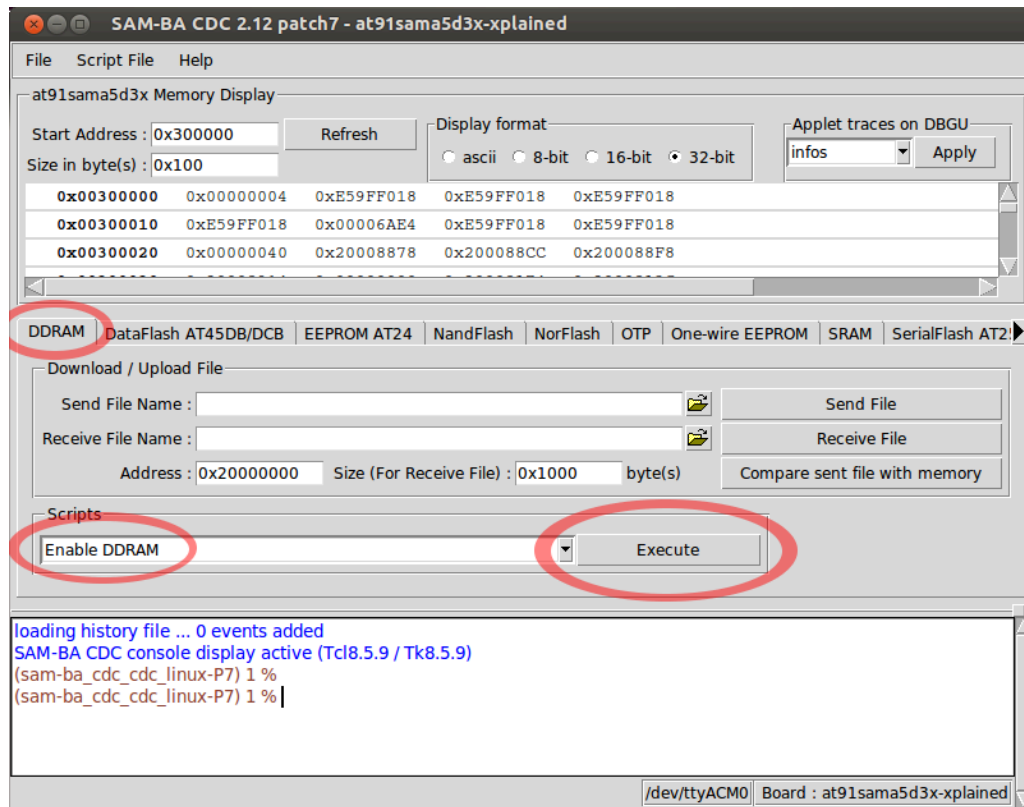 SAM-BA CDC 2.12 patch7 - at91sama5d3x-xplained
File Script File Help
at91sama5d3x Memory Display
Start Address : 0x300000 Refresh
Size in byte(s) : 0x100
Display format
ascii 8-bit 16-bit 32-bit
Applet traces on DBGU
infos Apply
0x00300000 0x00000004 0xE59FF018 0xE59FF018 0xE59FF018
0x00300010 0xE59FF018 0x00006AE4 0xE59FF018 0xE59FF018
0x00300020 0x00000040 0x20008878 0x200088CC 0x200088F8
DDRAM DataFlash AT45DB/DCB EEPROM AT24 NandFlash NorFlash OTP One-wire EEPROM SRAM SerialFlash AT2
Download / Upload File
Send File Name : Send File
Receive File Name : Receive File
Address : 0x20000000 Size (For Receive File) : 0x1000 byte(s) Compare sent file with memory
Scripts
Enable DDRAM Execute
loading history file ... 0 events added
SAM-BA CDC console display active (Tcl8.5.9 / Tk8.5.9)
(sam-ba_cdc_cdc_linux-P7) 1 %
(sam-ba_cdc_cdc_linux-P7) 1 %
/dev/ttyACM0 Board : at91sama5d3x-xplained